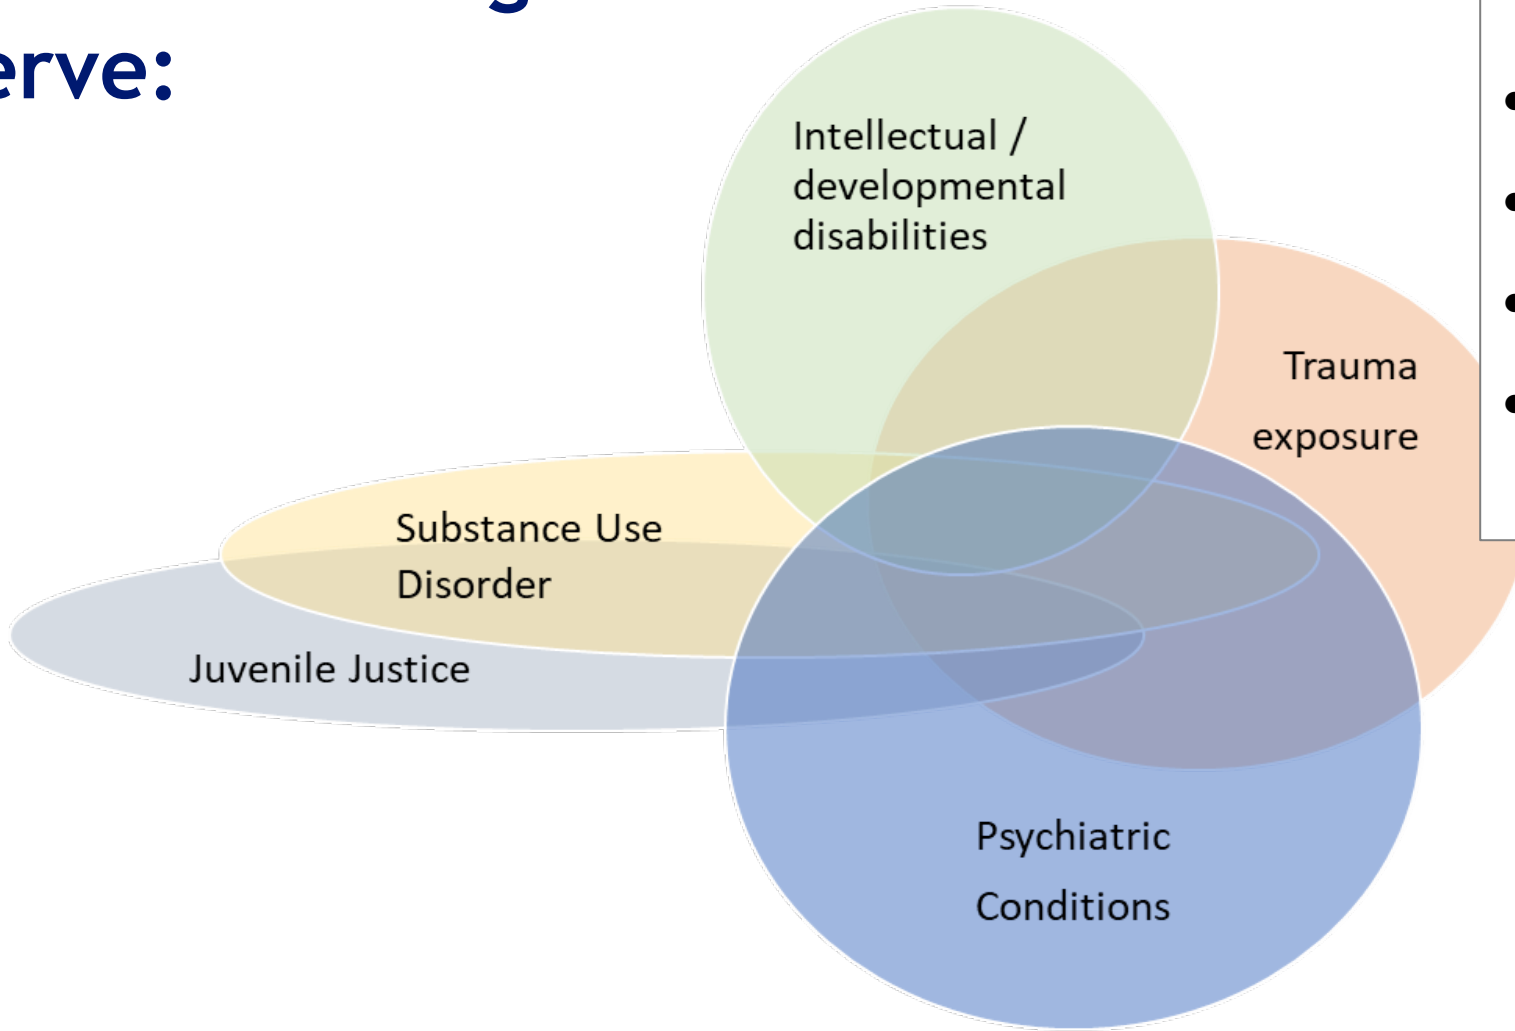 erve:
Intellectual /
developmental
disabilities
Trauma
exposure
Substance Use
Disorder
Juvenile Justice
Psychiatric
Conditions